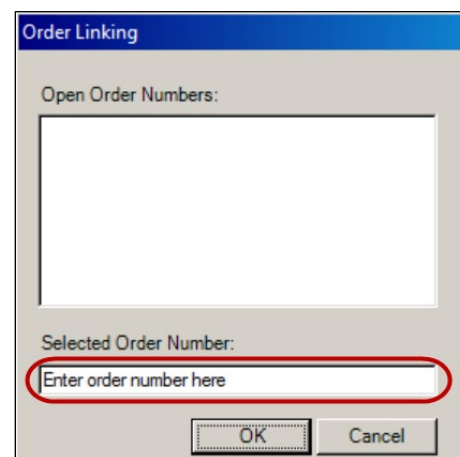 Order Linking
Open Order Numbers:
Selected Order Number:
Enter order number here
OK Cancel